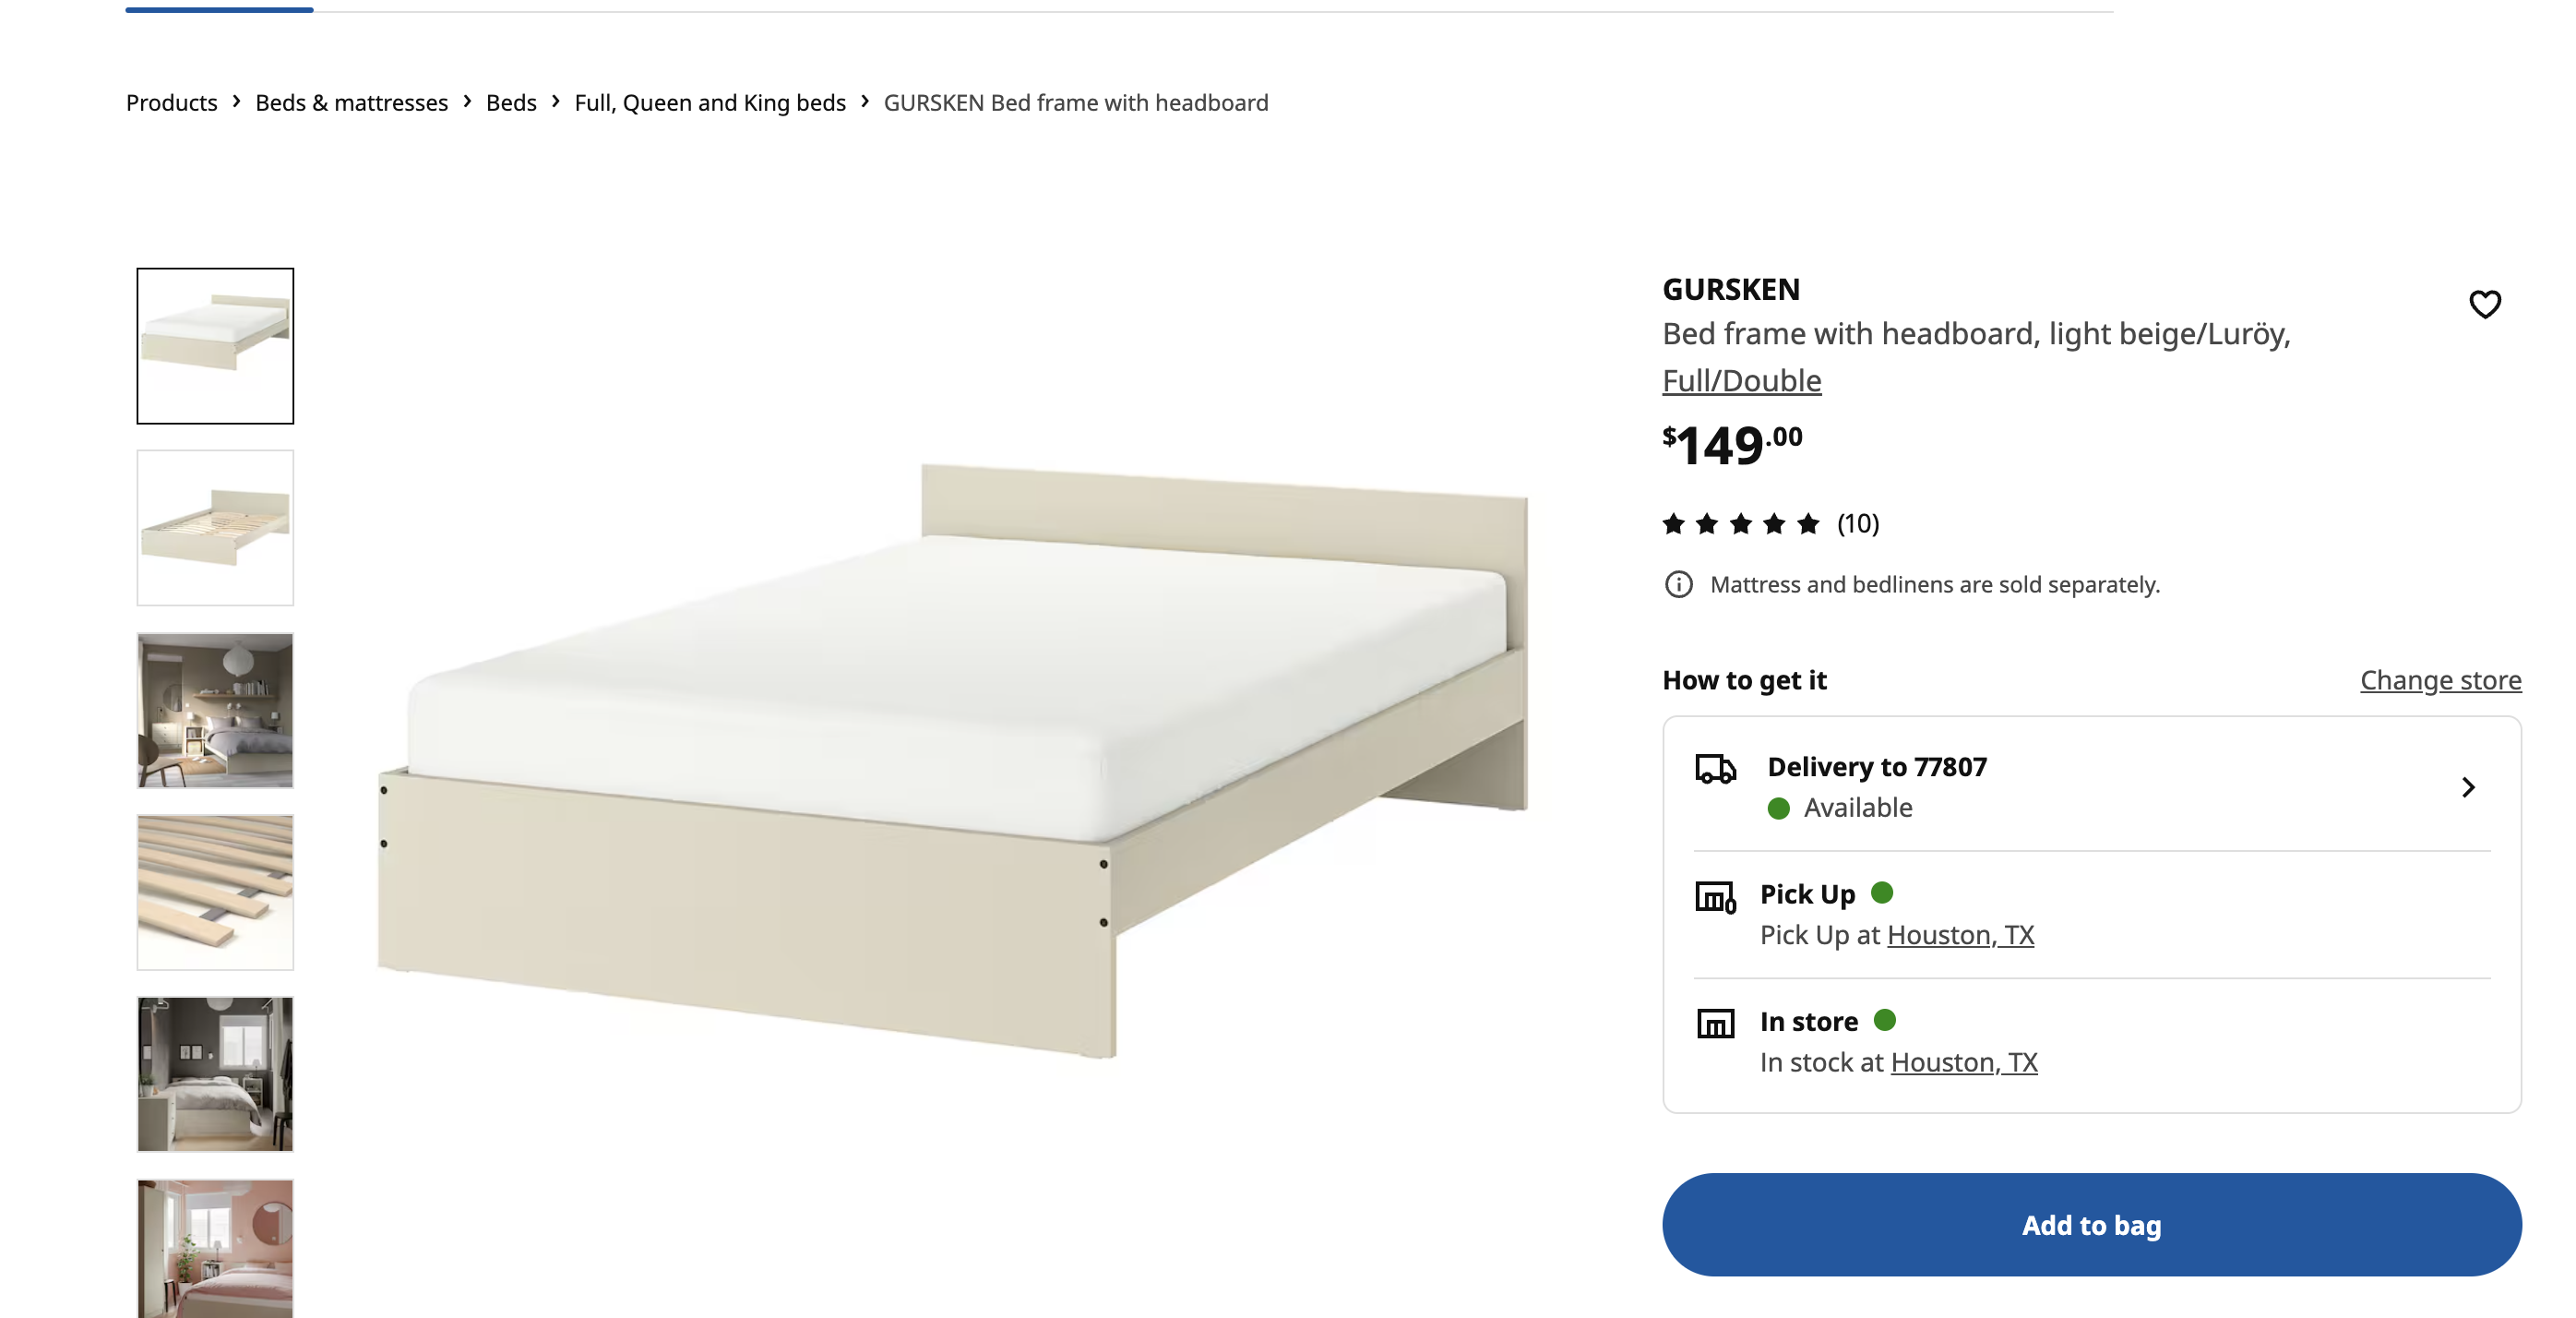 Products > Beds & mattresses > Beds > Full, Queen and King beds > GURSKEN Bed frame with headboard
GURSKEN
Bed frame with headboard, light beige/Luröy,
Full/Double
$149.00
(10)
Mattress and bedlinens are sold separately.
How to get it
Change store
Delivery to 77807
Available
Pick Up
Pick Up at Houston, TX
In store
In stock at Houston, TX
Add to bag